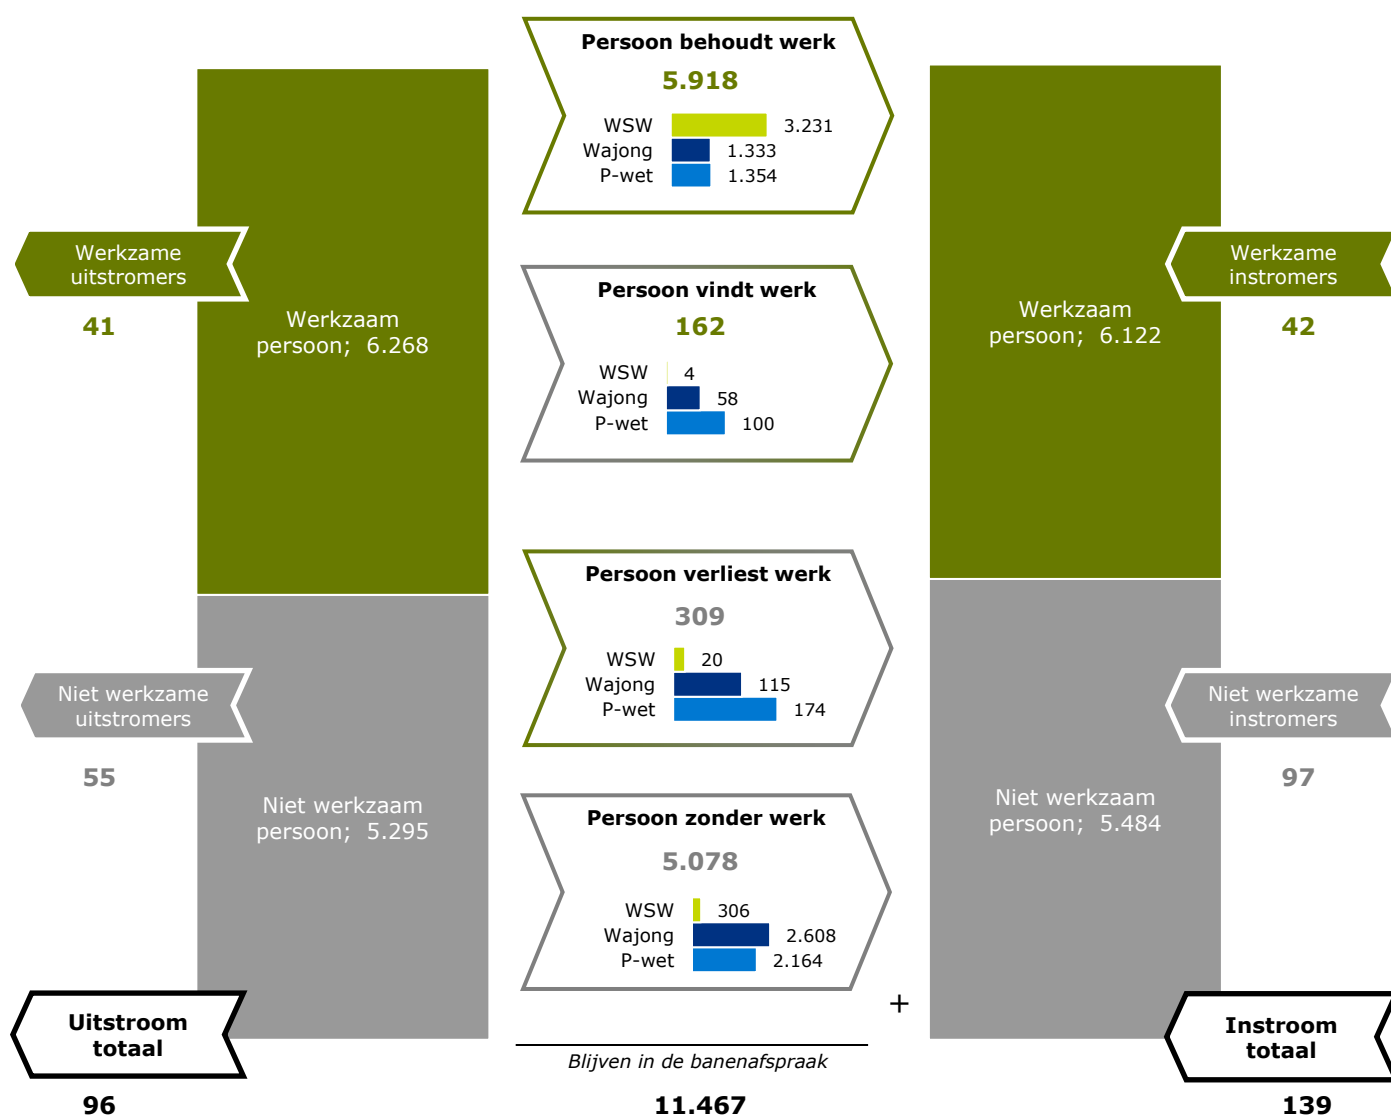 Persoon behoudt werk
5.918
WSW 3.231
Wajong 1.333
P-wet 1.354
Werkzame
uitstromers
41
Werkzaam
persoon; 6.268
Persoon vindt werk
162
WSW 4
Wajong 58
P-wet 100
Werkzaam
persoon; 6.122
Werkzame
instromers
42
Persoon verliest werk
309
WSW 20
Wajong 115
P-wet 174
Niet werkzame
uitstromers
55
Niet werkzaam
persoon; 5.295
Persoon zonder werk
5.078
WSW 306
Wajong 2.608
P-wet 2.164
Niet werkzaam
persoon; 5.484
Niet werkzame
instromers
97
+
Uitstroom
totaal
96
Blijven in de banenafspraak
11.467
Instroom
totaal
139